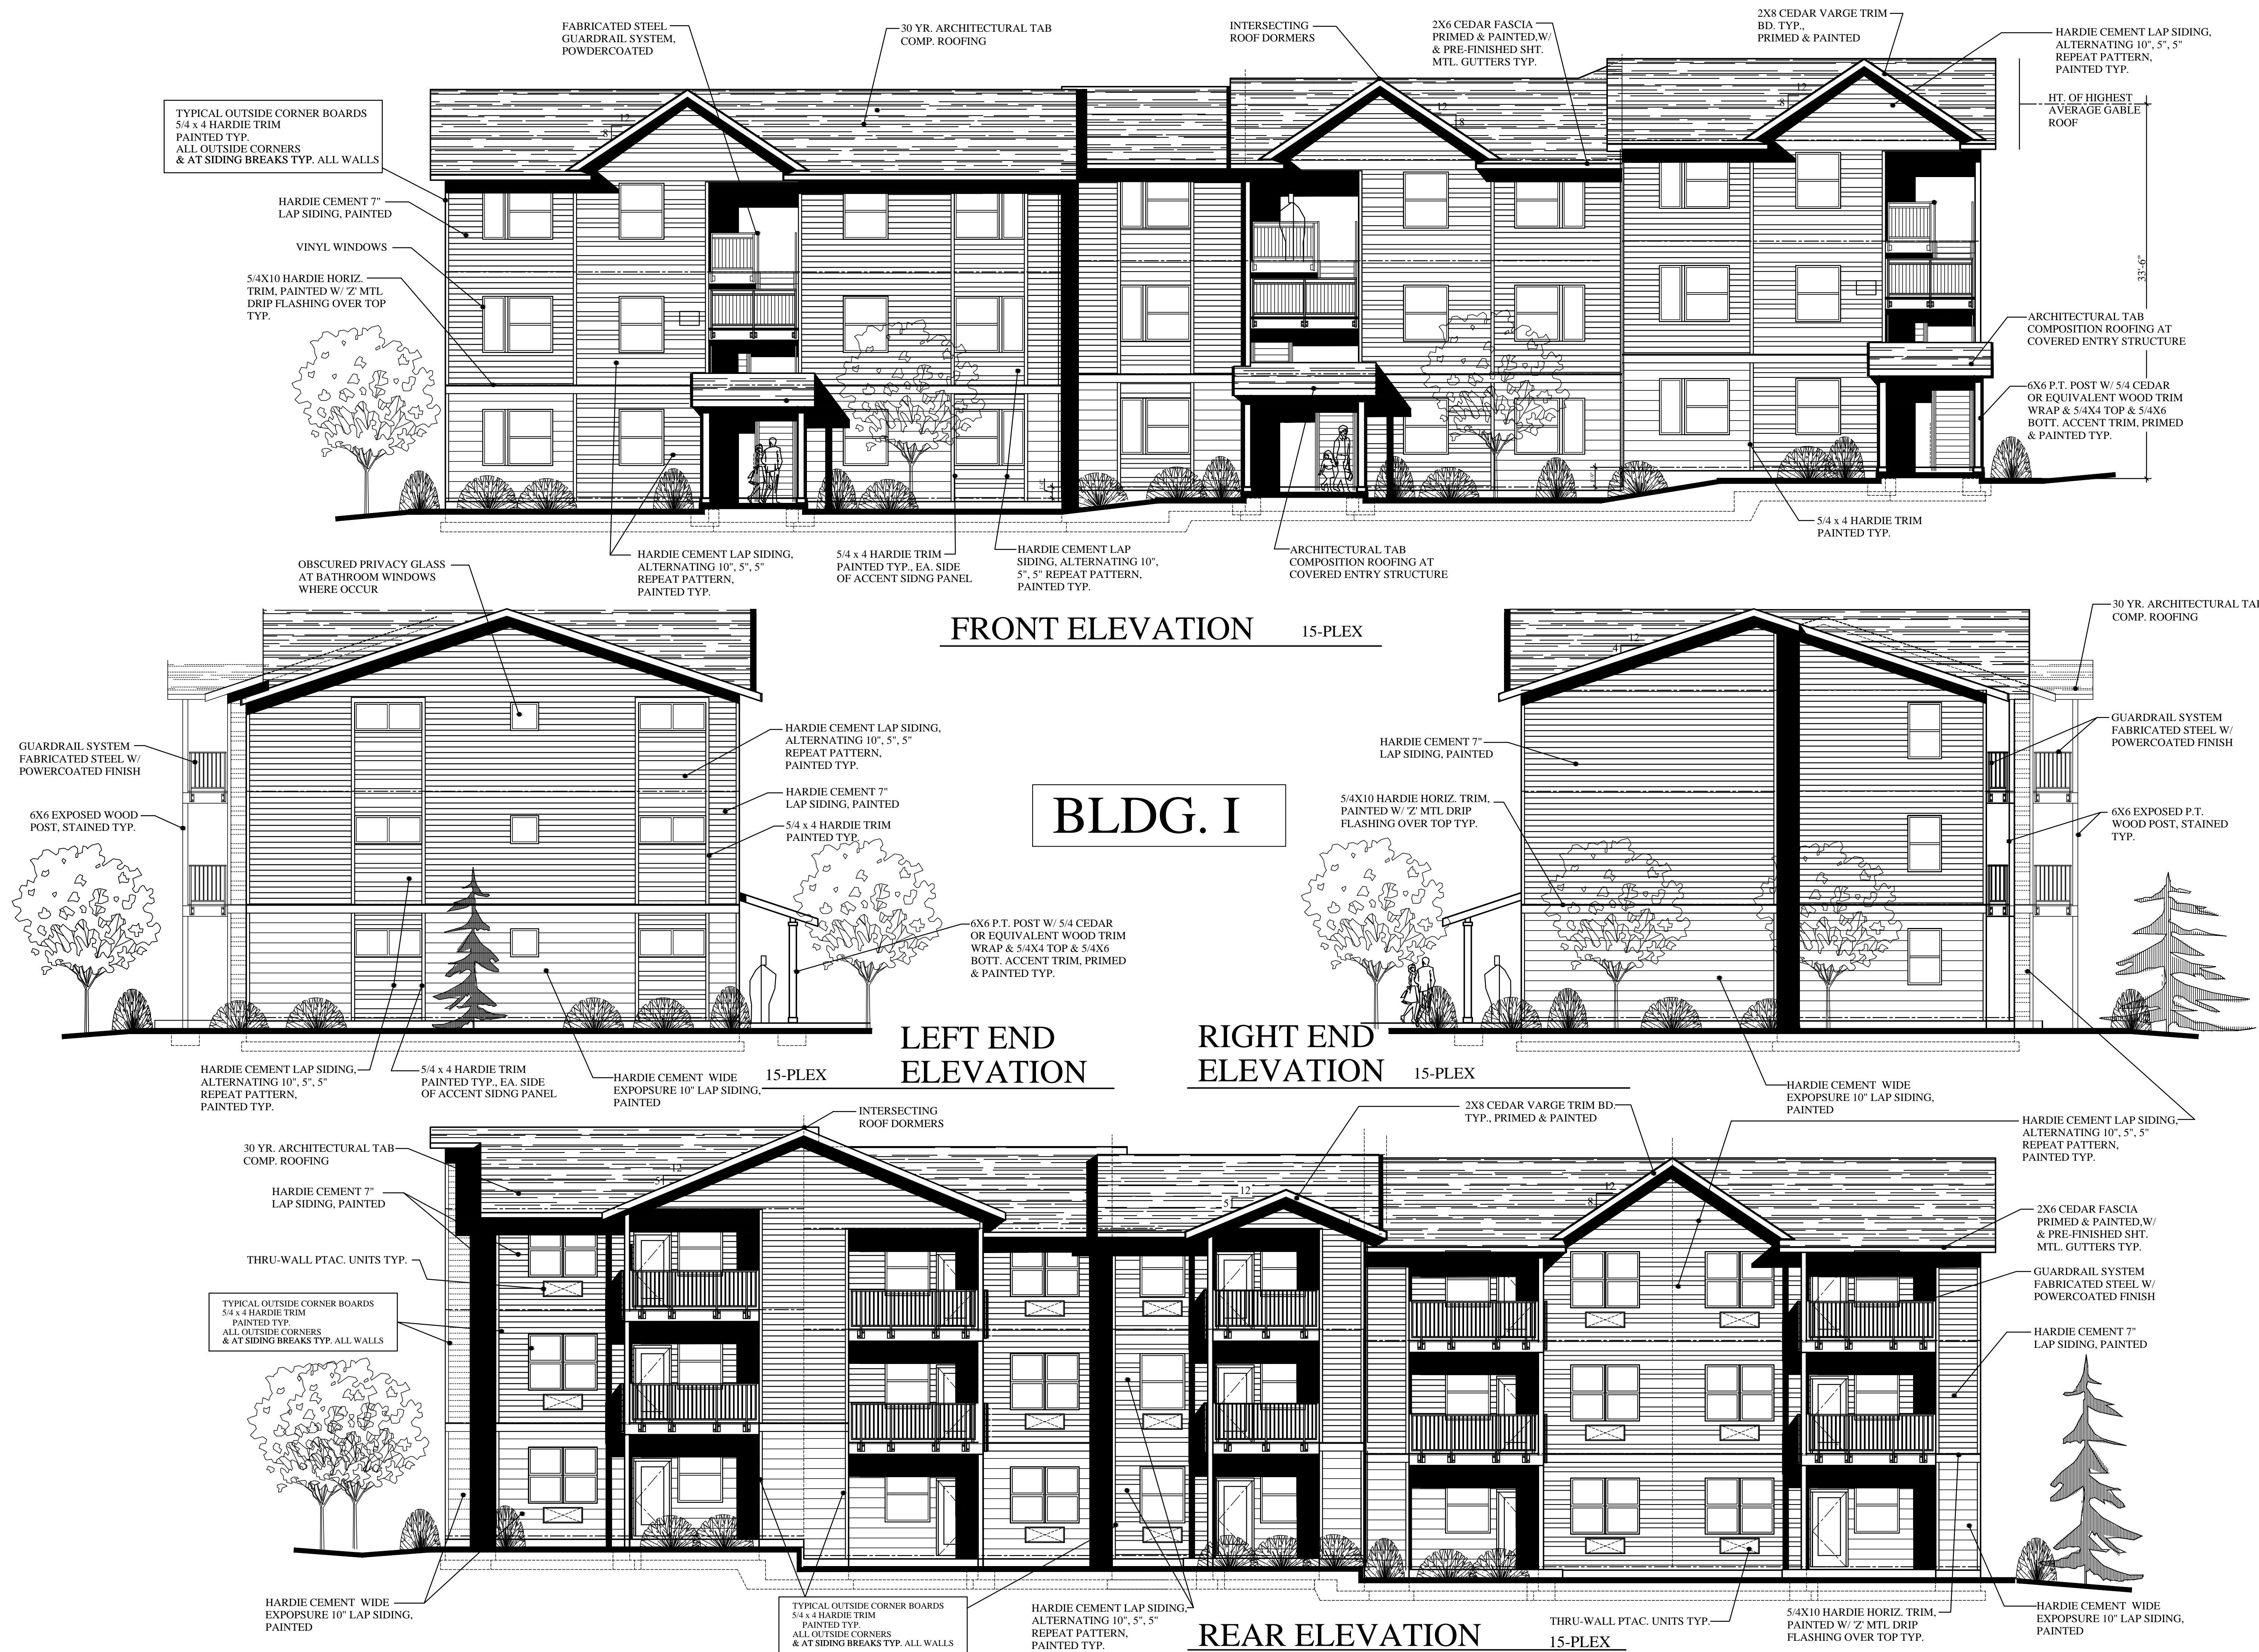 FABRICATED STEEL
GUARDRAIL SYSTEM,
POWDERCOATED
30 YR. ARCHITECTURAL TAB
COMP. ROOFING
INTERSECTING
ROOF DORMERS
2X6 CEDAR FASCIA
PRIMED & PAINTED,W/
& PRE-FINISHED SHT.
MTL. GUTTERS TYP.
2X8 CEDAR VARGE TRIM
BD. TYP.,
PRIMED & PAINTED
HARDIE CEMENT LAP SIDING,
ALTERNATING 10", 5", 5"
REPEAT PATTERN,
PAINTED TYP.
TYPICAL OUTSIDE CORNER BOARDS
5/4 x 4 HARDIE TRIM
PAINTED TYP.
ALL OUTSIDE CORNERS
& AT SIDING BREAKS TYP. ALL WALLS
HT. OF HIGHEST
AVERAGE GABLE
ROOF
12
8
12
8
12
8
33'-6"
HARDIE CEMENT 7"
LAP SIDING, PAINTED
VINYL WINDOWS
5/4X10 HARDIE HORIZ.
TRIM, PAINTED W/ 'Z' MTL
DRIP FLASHING OVER TOP
TYP.
ARCHITECTURAL TAB
COMPOSITION ROOFING AT
COVERED ENTRY STRUCTURE
6X6 P.T. POST W/ 5/4 CEDAR
OR EQUIVALENT WOOD TRIM
WRAP & 5/4X4 TOP & 5/4X6
BOTT. ACCENT TRIM, PRIMED
& PAINTED TYP.
5/4 x 4 HARDIE TRIM
PAINTED TYP.
HARDIE CEMENT LAP SIDING,
ALTERNATING 10", 5", 5"
REPEAT PATTERN,
PAINTED TYP.
5/4 x 4 HARDIE TRIM
PAINTED TYP., EA. SIDE
OF ACCENT SIDNG PANEL
HARDIE CEMENT LAP
SIDING, ALTERNATING 10",
5", 5" REPEAT PATTERN,
PAINTED TYP.
ARCHITECTURAL TAB
COMPOSITION ROOFING AT
COVERED ENTRY STRUCTURE
FRONT ELEVATION 15-PLEX
OBSCURED PRIVACY GLASS
AT BATHROOM WINDOWS
WHERE OCCUR
GUARDRAIL SYSTEM
FABRICATED STEEL W/
POWERCOATED FINISH
6X6 EXPOSED WOOD
POST, STAINED TYP.
HARDIE CEMENT LAP SIDING,
ALTERNATING 10", 5", 5"
REPEAT PATTERN,
PAINTED TYP.
HARDIE CEMENT 7"
LAP SIDING, PAINTED
5/4 x 4 HARDIE TRIM
PAINTED TYP.
6X6 P.T. POST W/ 5/4 CEDAR
OR EQUIVALENT WOOD TRIM
WRAP & 5/4X4 TOP & 5/4X6
BOTT. ACCENT TRIM, PRIMED
& PAINTED TYP.
HARDIE CEMENT LAP SIDING,
ALTERNATING 10", 5", 5"
REPEAT PATTERN,
PAINTED TYP.
5/4 x 4 HARDIE TRIM
PAINTED TYP., EA. SIDE
OF ACCENT SIDNG PANEL
HARDIE CEMENT WIDE
EXPOPSURE 10" LAP SIDING,
PAINTED
15-PLEX
LEFT END
ELEVATION
BLDG. I
30 YR. ARCHITECTURAL TAB
COMP. ROOFING
12
4
HARDIE CEMENT 7"
LAP SIDING, PAINTED
5/4X10 HARDIE HORIZ. TRIM,
PAINTED W/ 'Z' MTL DRIP
FLASHING OVER TOP TYP.
GUARDRAIL SYSTEM
FABRICATED STEEL W/
POWERCOATED FINISH
6X6 EXPOSED P.T.
WOOD POST, STAINED
TYP.
RIGHT END
ELEVATION 15-PLEX
HARDIE CEMENT WIDE
EXPOPSURE 10" LAP SIDING,
PAINTED
HARDIE CEMENT LAP SIDING,
ALTERNATING 10", 5", 5"
REPEAT PATTERN,
PAINTED TYP.
INTERSECTING
ROOF DORMERS
2X8 CEDAR VARGE TRIM BD.
TYP., PRIMED & PAINTED
30 YR. ARCHITECTURAL TAB
COMP. ROOFING
12
5
12
5
12
8
HARDIE CEMENT 7"
LAP SIDING, PAINTED
THRU-WALL PTAC. UNITS TYP.
TYPICAL OUTSIDE CORNER BOARDS
5/4 x 4 HARDIE TRIM
PAINTED TYP.
ALL OUTSIDE CORNERS
& AT SIDING BREAKS TYP. ALL WALLS
2X6 CEDAR FASCIA
PRIMED & PAINTED,W/
& PRE-FINISHED SHT.
MTL. GUTTERS TYP.
GUARDRAIL SYSTEM
FABRICATED STEEL W/
POWERCOATED FINISH
HARDIE CEMENT 7"
LAP SIDING, PAINTED
HARDIE CEMENT WIDE
EXPOPSURE 10" LAP SIDING,
PAINTED
TYPICAL OUTSIDE CORNER BOARDS
5/4 x 4 HARDIE TRIM
PAINTED TYP.
ALL OUTSIDE CORNERS
& AT SIDING BREAKS TYP. ALL WALLS
HARDIE CEMENT LAP SIDING,
ALTERNATING 10", 5", 5"
REPEAT PATTERN,
PAINTED TYP.
REAR ELEVATION 15-PLEX
THRU-WALL PTAC. UNITS TYP.
5/4X10 HARDIE HORIZ. TRIM,
PAINTED W/ 'Z' MTL DRIP
FLASHING OVER TOP TYP.
HARDIE CEMENT WIDE
EXPOPSURE 10" LAP SIDING,
PAINTED